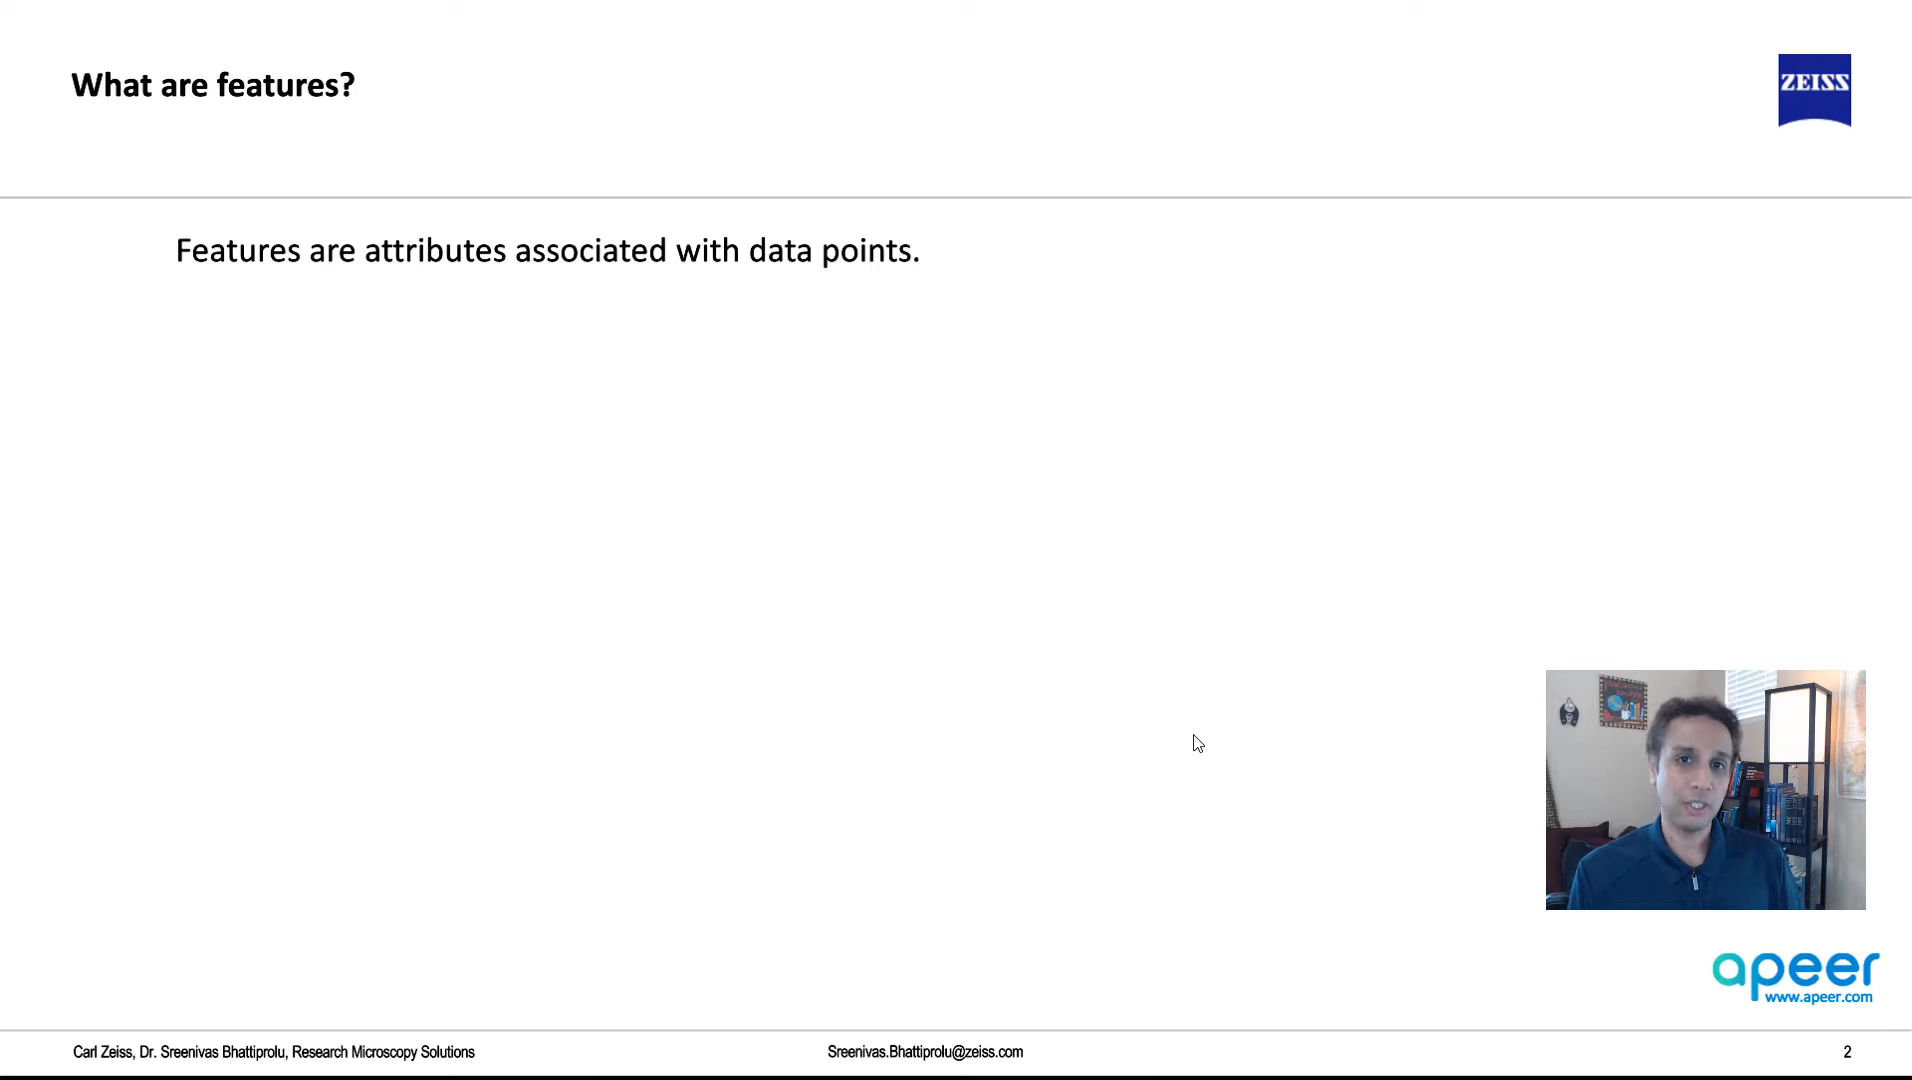 What are features?
ZEISS
Features are attributes associated with data points.
apeer
www.apeer.com
Carl Zeiss, Dr. Sreenivas Bhattiprolu, Research Microscopy Solutions
Sreenivas.Bhattiprolu@zeiss.com
2